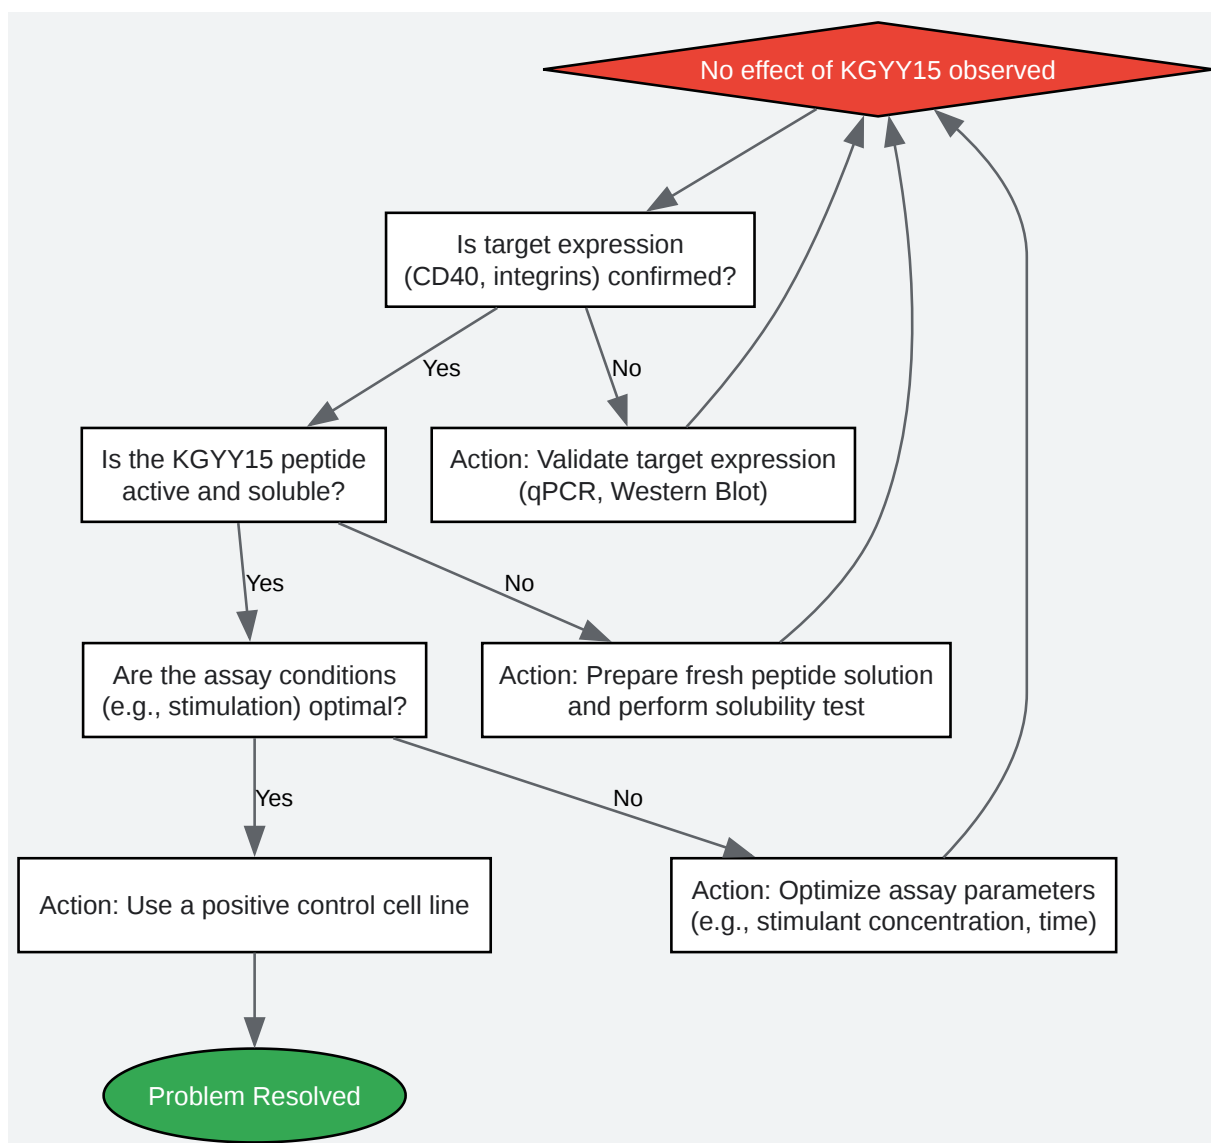 No effect of KGYY15 observed
Is target expression
(CD40, integrins) confirmed?
Yes
No
Is the KGYY15 peptide
active and soluble?
Action: Validate target expression
(qPCR, Western Blot)
Yes
No
Are the assay conditions
(e.g., stimulation) optimal?
Action: Prepare fresh peptide solution
and perform solubility test
Yes
No
Action: Use a positive control cell line
Action: Optimize assay parameters
(e.g., stimulant concentration, time)
Problem Resolved